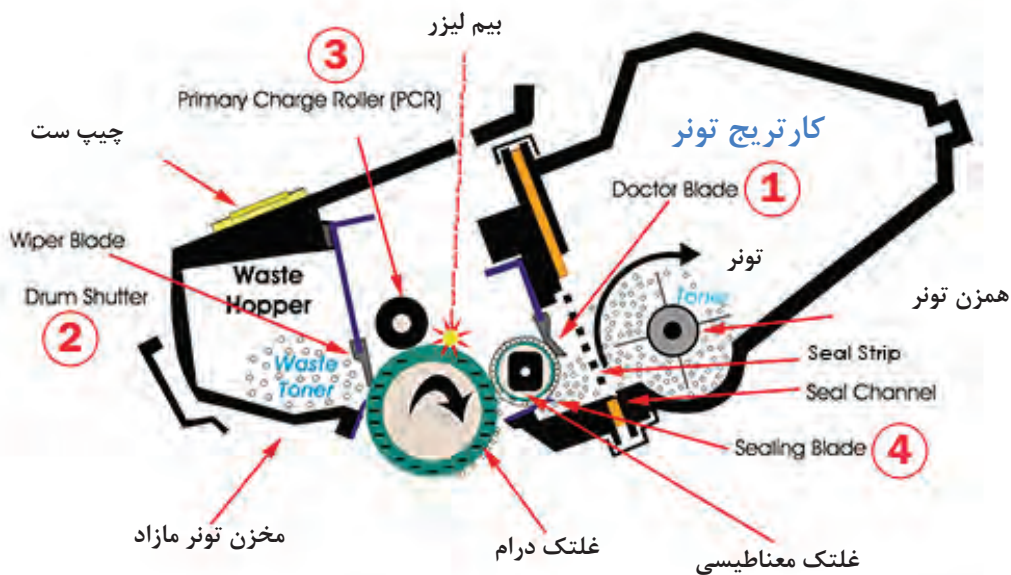 بیم لیزر
3
Primary Charge Roller (PCR)
چیپ ست
کارتریج تونر
Doctor Blade 1
Wiper Blade
Waste
Hopper
تونر
Toner
Drum Shutter
2
همزن تونر
Seal Strip
Waste
Toner
Seal Channel
Sealing Blade 4
مخزن تونر مازاد
غلتک درام
غلتک معناطیسی